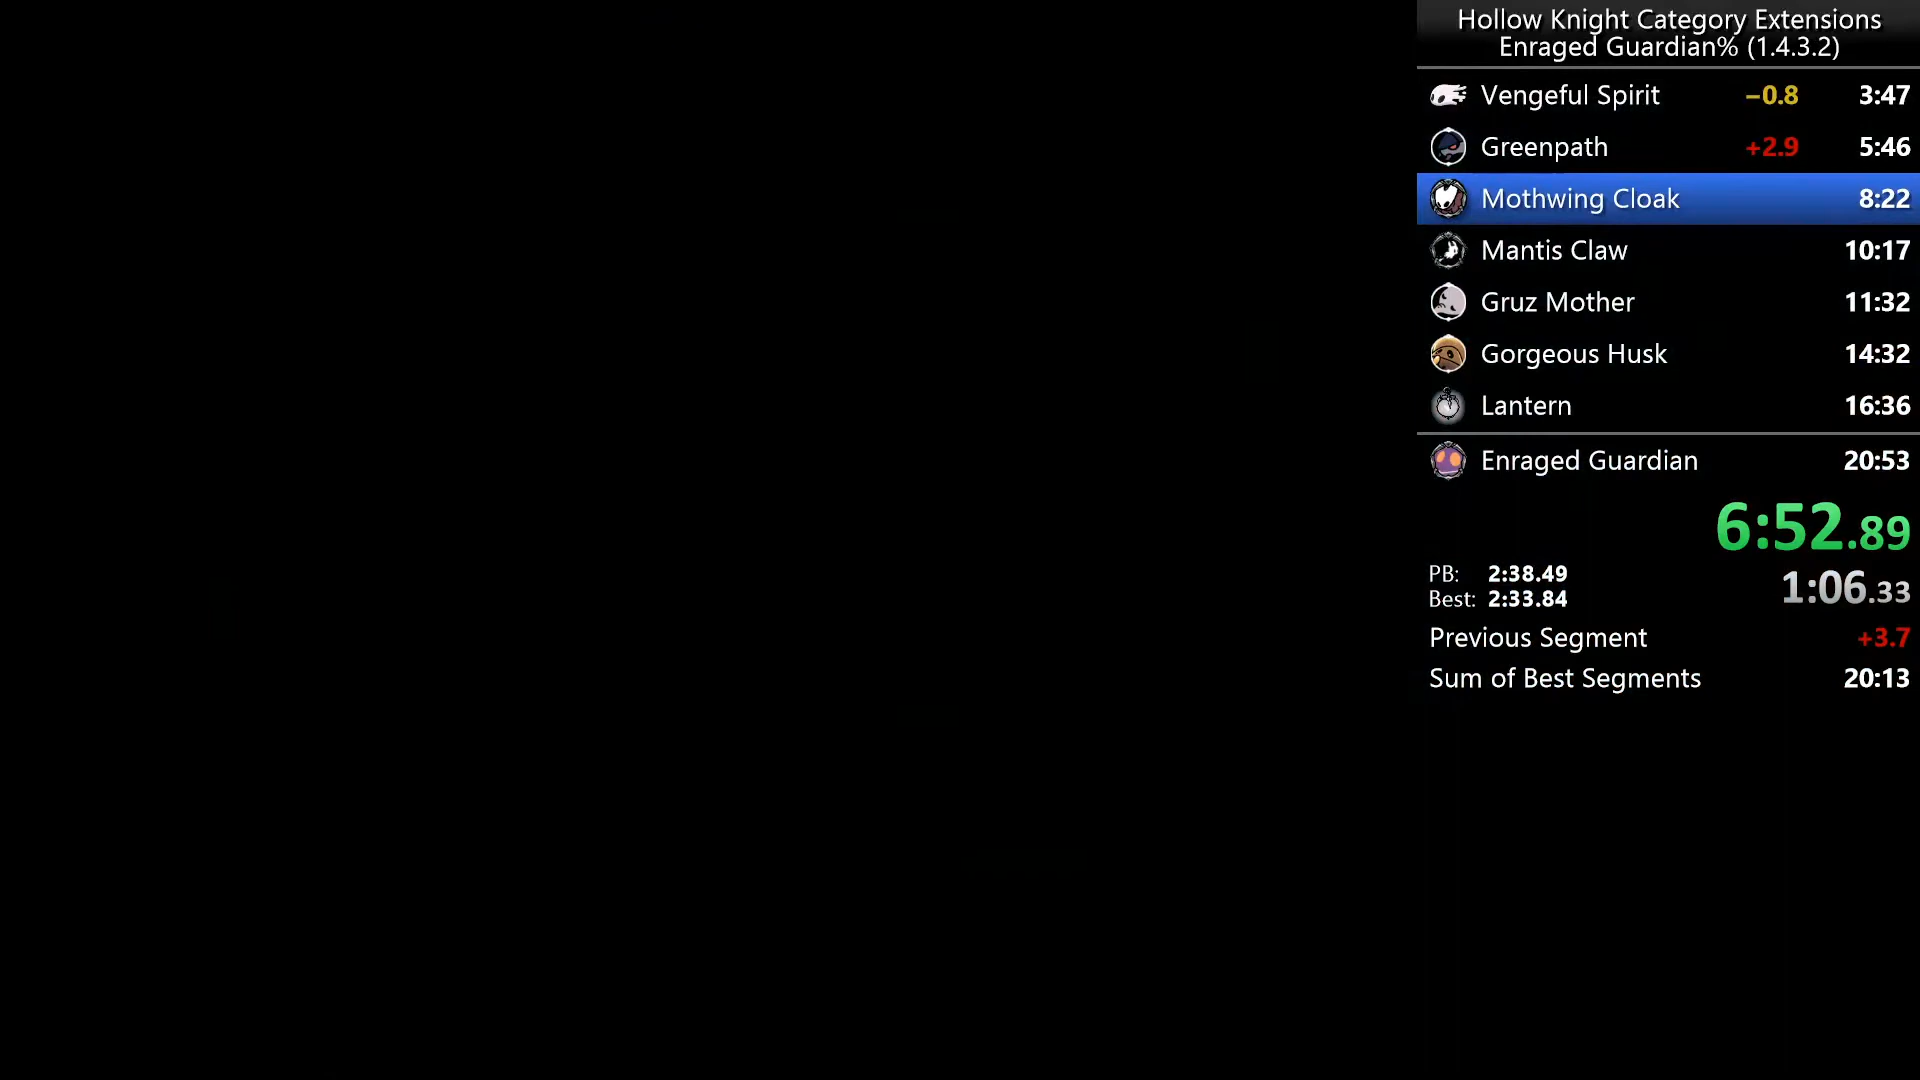 Hollow Knight Category Extensions
Enraged Guardian% (1.4.3.2)
Vengeful Spirit −0.8 3:47
Greenpath +2.9 5:46
Mothwing Cloak 8:22
Mantis Claw 10:17
Gruz Mother 11:32
Gorgeous Husk 14:32
Lantern 16:36
Enraged Guardian 20:53
6:52.89
PB: 2:38.49 1:06.33
Best: 2:33.84
Previous Segment +3.7
Sum of Best Segments 20:13